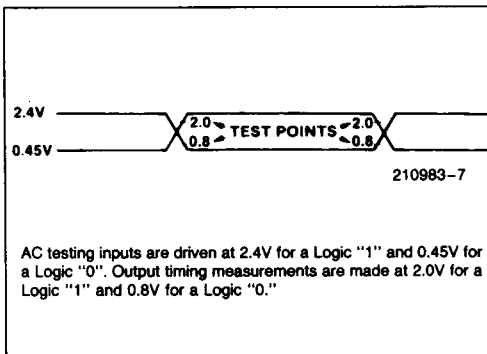 2.4V
2.0 TEST POINTS 2.0
0.8 0.8
0.45V
210983-7
AC testing inputs are driven at 2.4V for a Logic "1" and 0.45V for
a Logic "0". Output timing measurements are made at 2.0V for a
Logic "1" and 0.8V for a Logic "0."